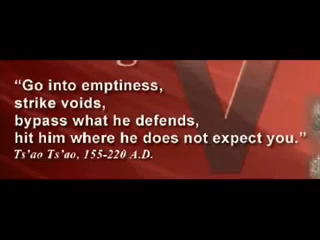 “Go into emptiness,
strike voids,
bypass what he defends,
hit him where he does not expect you.”
Ts’ao Ts’ao, 155-220 A.D.